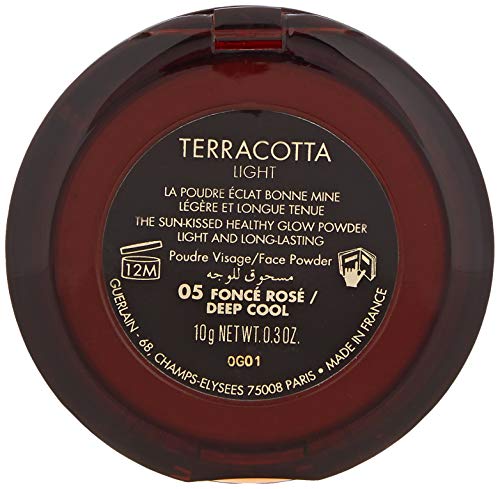 TERRACOTTA
LIGHT
LA POUDRE ÉCLAT BONNE MINE
LÉGÈRE ET LONGUE TENUE
THE SUN-KISSED HEALTHY GLOW POWDER
LIGHT AND LONG-LASTING
Poudre Visage/Face Powder
12M
مسحوق للوجه
05 FONCÉ ROSÉ /
DEEP COOL
10g NET WT. 0.3 OZ.
0G01
GUERLAIN - 68, CHAMPS-ELYSEES 75008 PARIS • MADE IN FRANCE